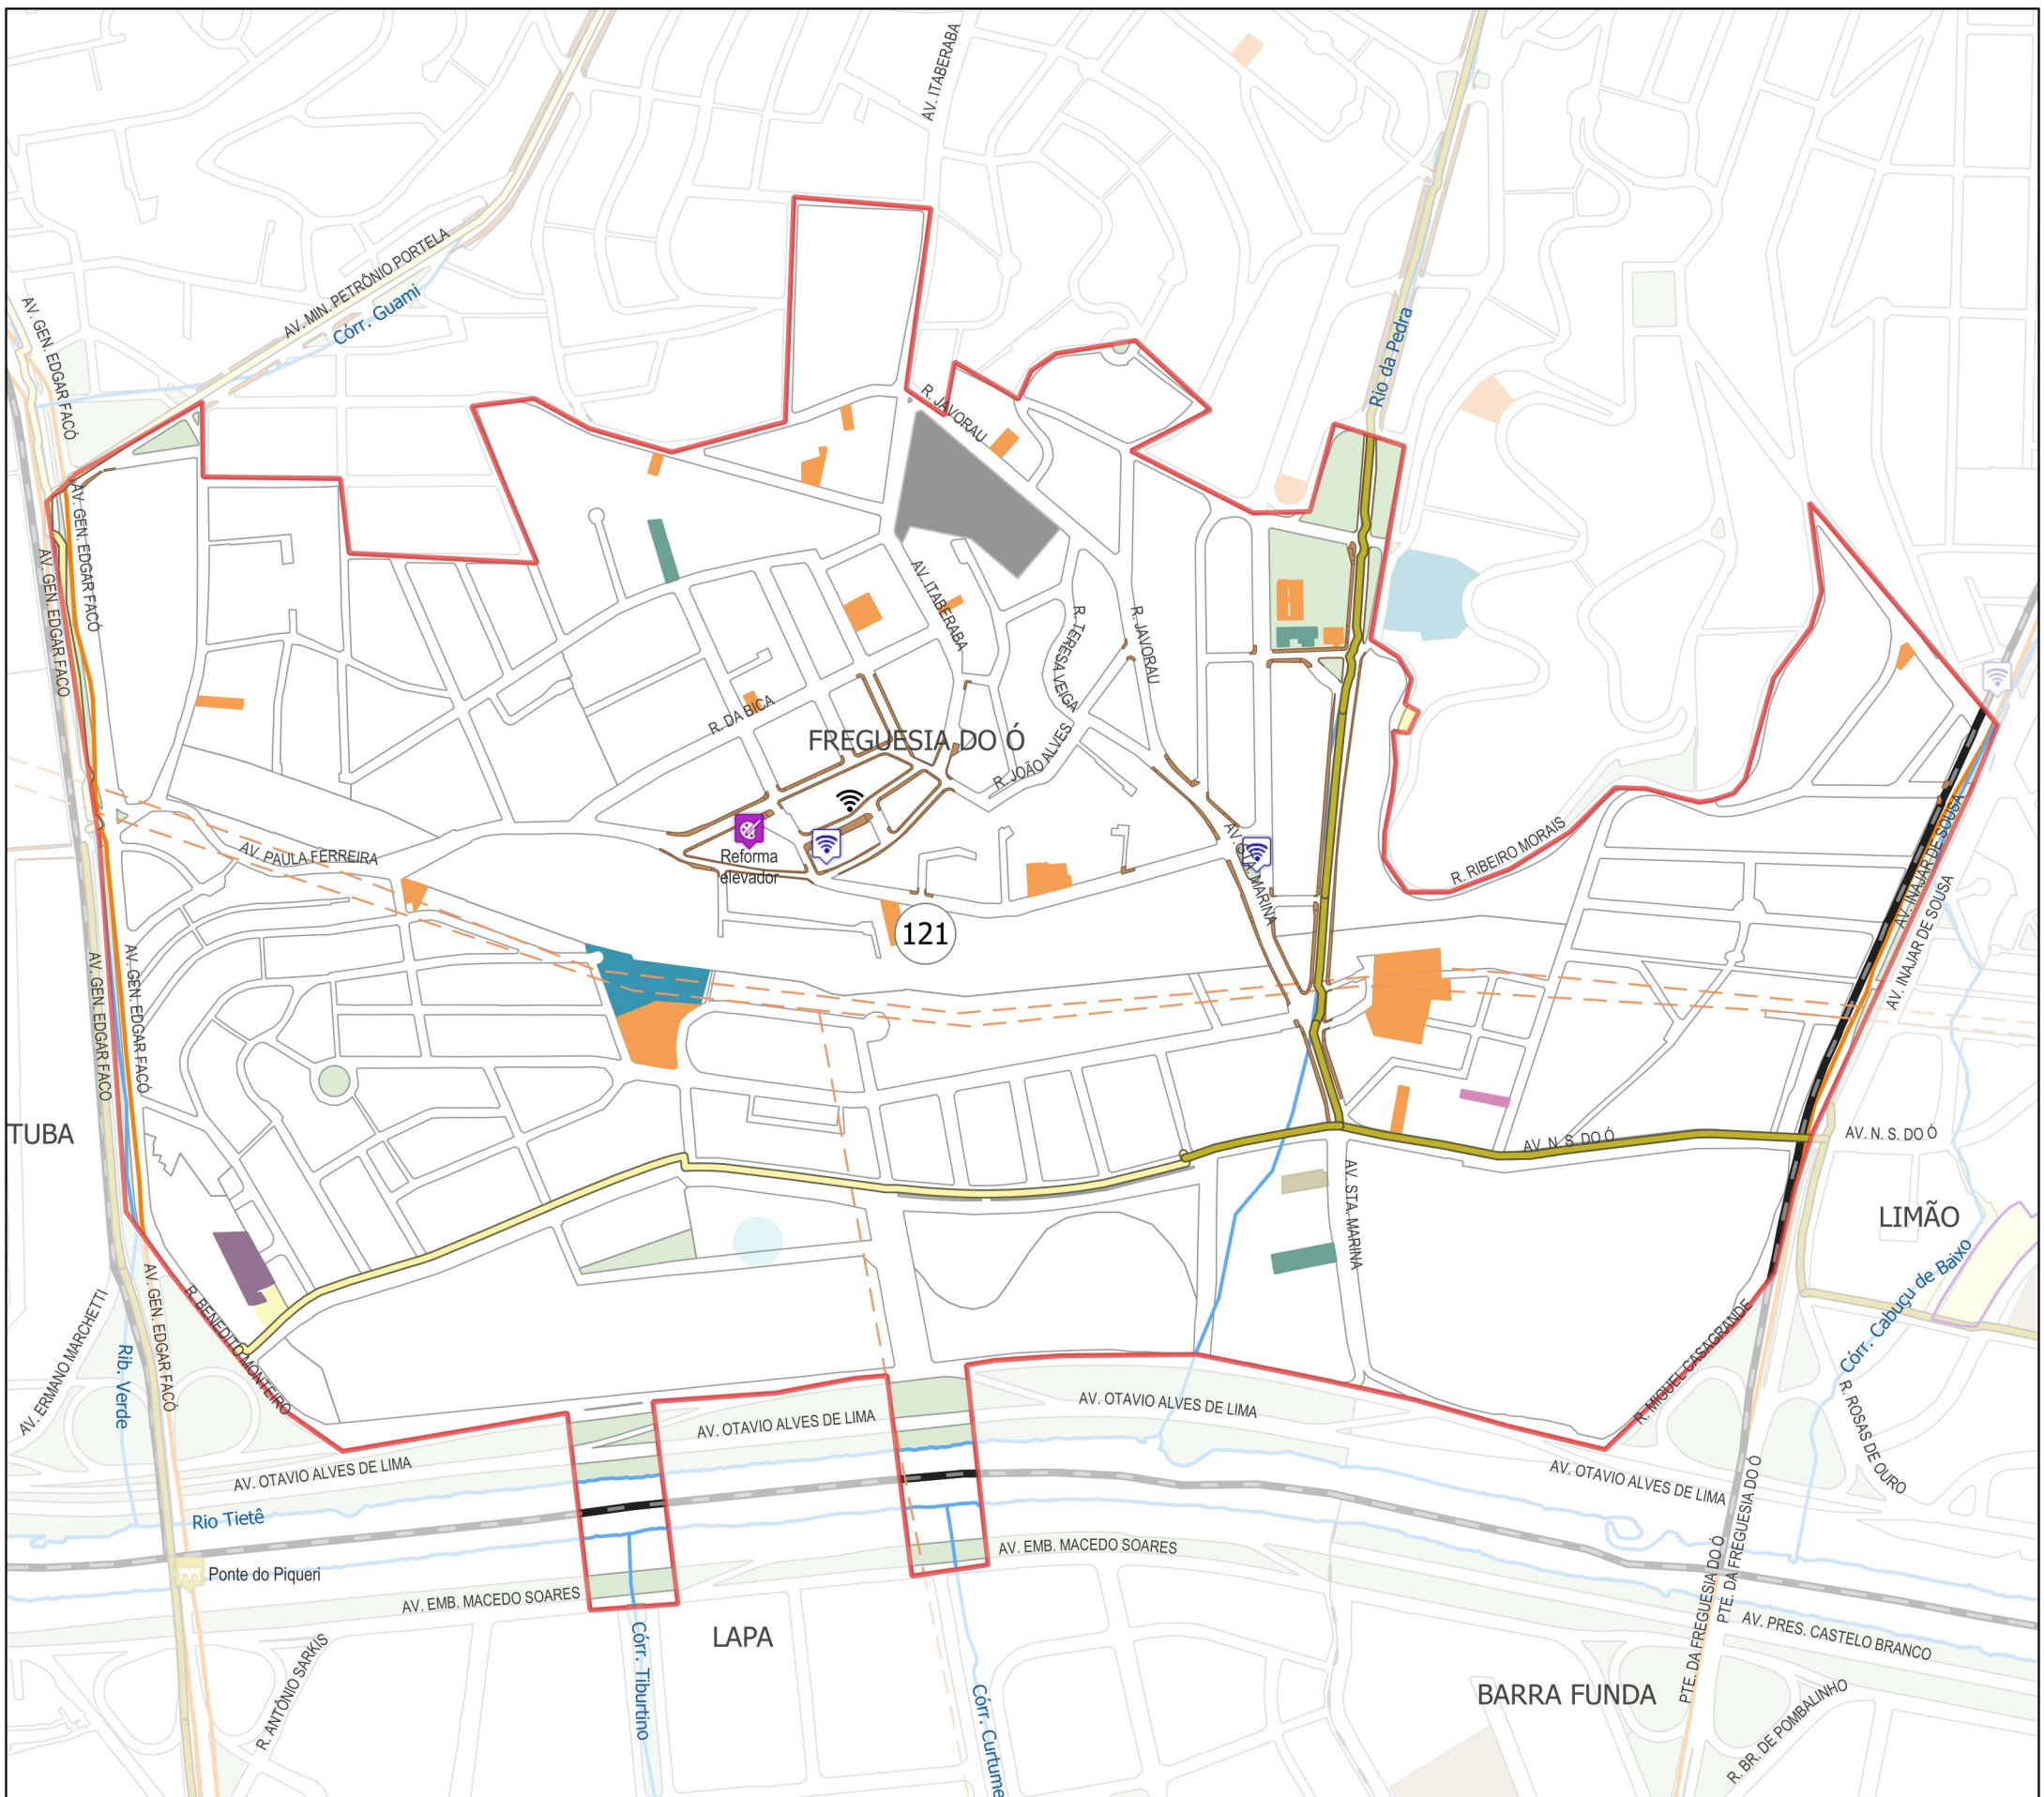 AV. ITABERABA
AV. MIN. PETRÔNIO PORTELA
Córr. Guami
AV. GEN. EDGAR FACÓ
Rio da Pedra
R. JAVORAU
AV. GEN. EDGAR FACÓ
AV. GEN. EDGAR FACÓ
AV. ITABERABA
R. TERESA VEIGA
R. JAVORAU
R. DA BICA
FREGUESIA DO Ó
R. JOÃO ALVES
AV. INAJAR DE SOUSA
R. RIBEIRO MORAIS
AV. STA. MARINA
AV. PAULA FERREIRA
Reforma
elevador
121
AV. INAJAR DE SOUSA
AV. GEN. EDGAR FACÓ
AV. GEN. EDGAR FACÓ
TUBA
AV. N. S. DO Ó
AV. N. S. DO Ó
AV. STA. MARINA
LIMÃO
Córr. Cabuçu de Baixo
AV. ERMANO MARCHETTI
Rib. Verde
AV. GEN. EDGAR FACÓ
R. BENEDITO MONTEIRO
R. MIGUEL CASAGRANDE
R. ROSAS DE OURO
AV. OTAVIO ALVES DE LIMA
AV. OTAVIO ALVES DE LIMA
AV. OTAVIO ALVES DE LIMA
AV. OTAVIO ALVES DE LIMA
Rio Tietê
Ponte do Piqueri
AV. EMB. MACEDO SOARES
AV. EMB. MACEDO SOARES
PTE. DA FREGUESIA DO Ó
PTE. DA FREGUESIA DO Ó
AV. PRES. CASTELO BRANCO
LAPA
Córr. Tiburtino
Córr. Curtume
R. ANTÔNIO SARKIS
BARRA FUNDA
R. BR. DE POMBALINHO